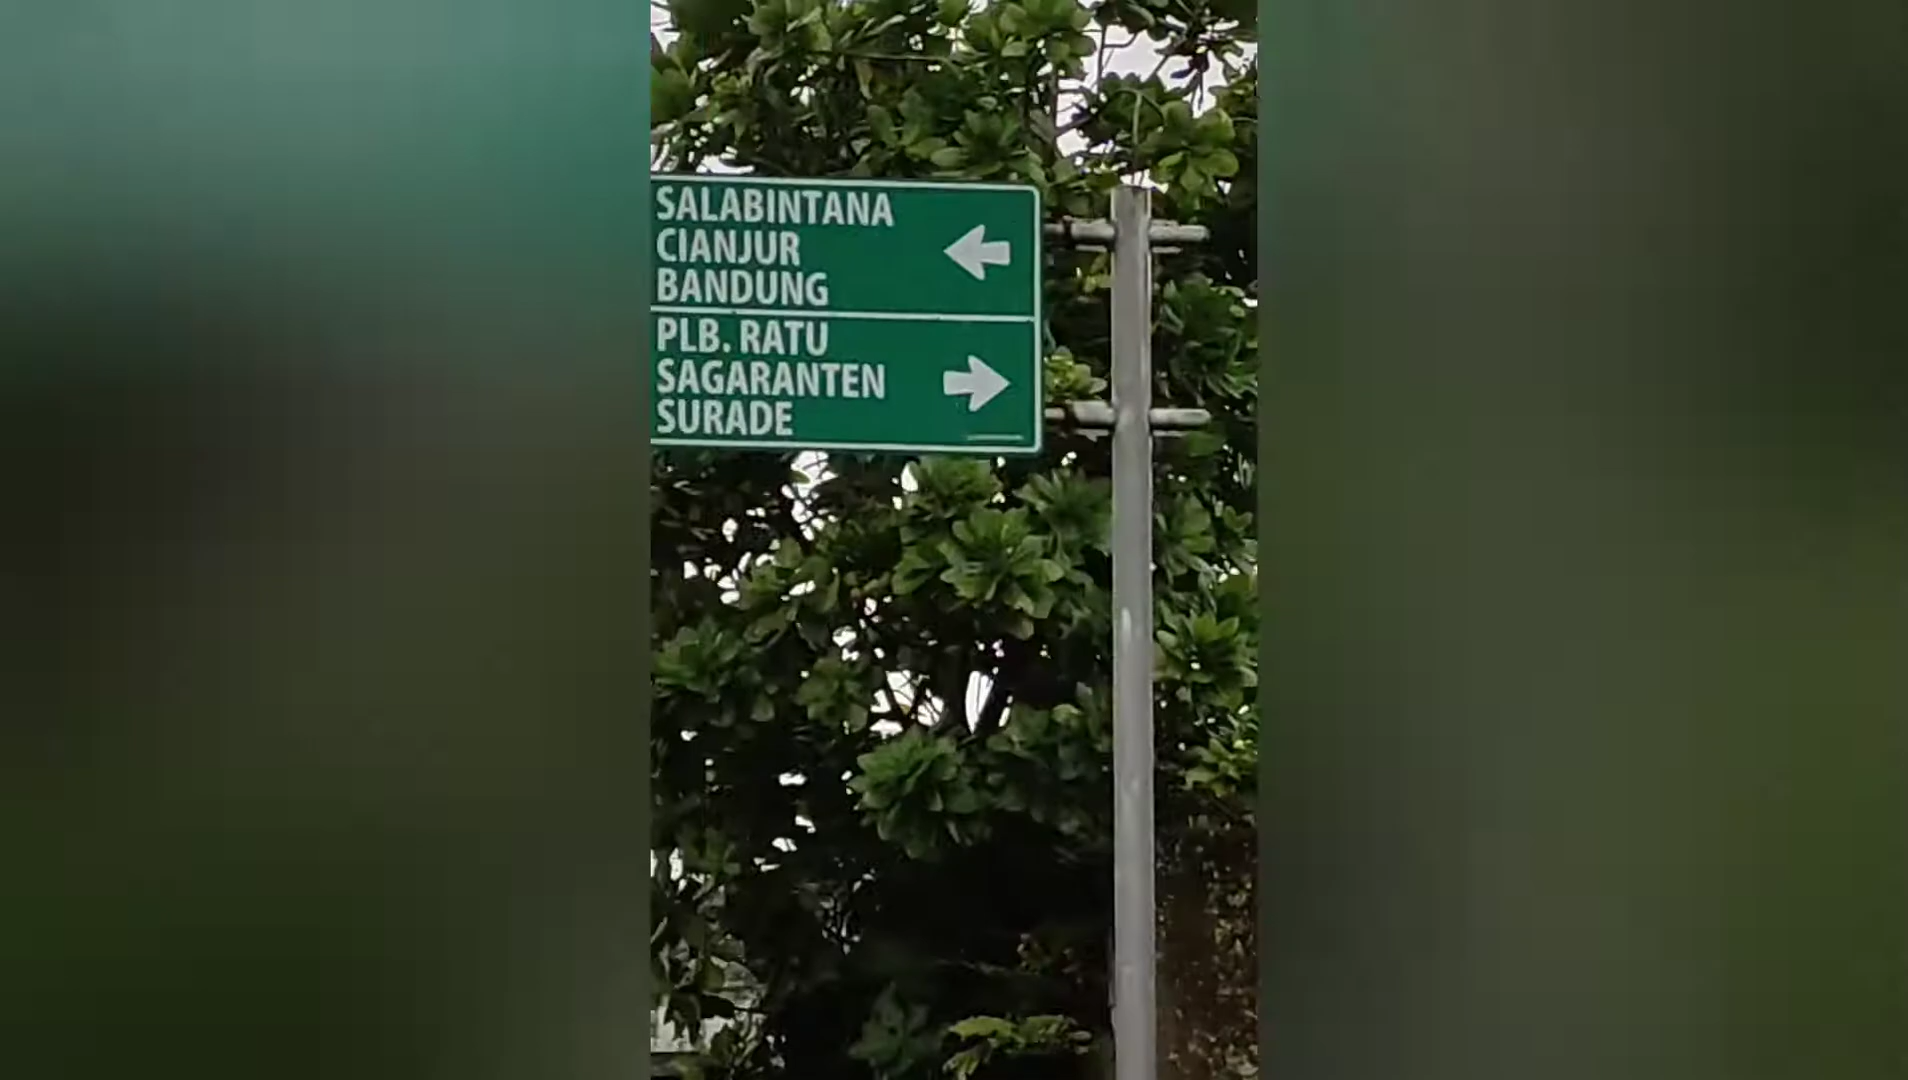 SALABINTANA
CIANJUR
BANDUNG
PLB. RATU
SAGARANTEN
SURADE